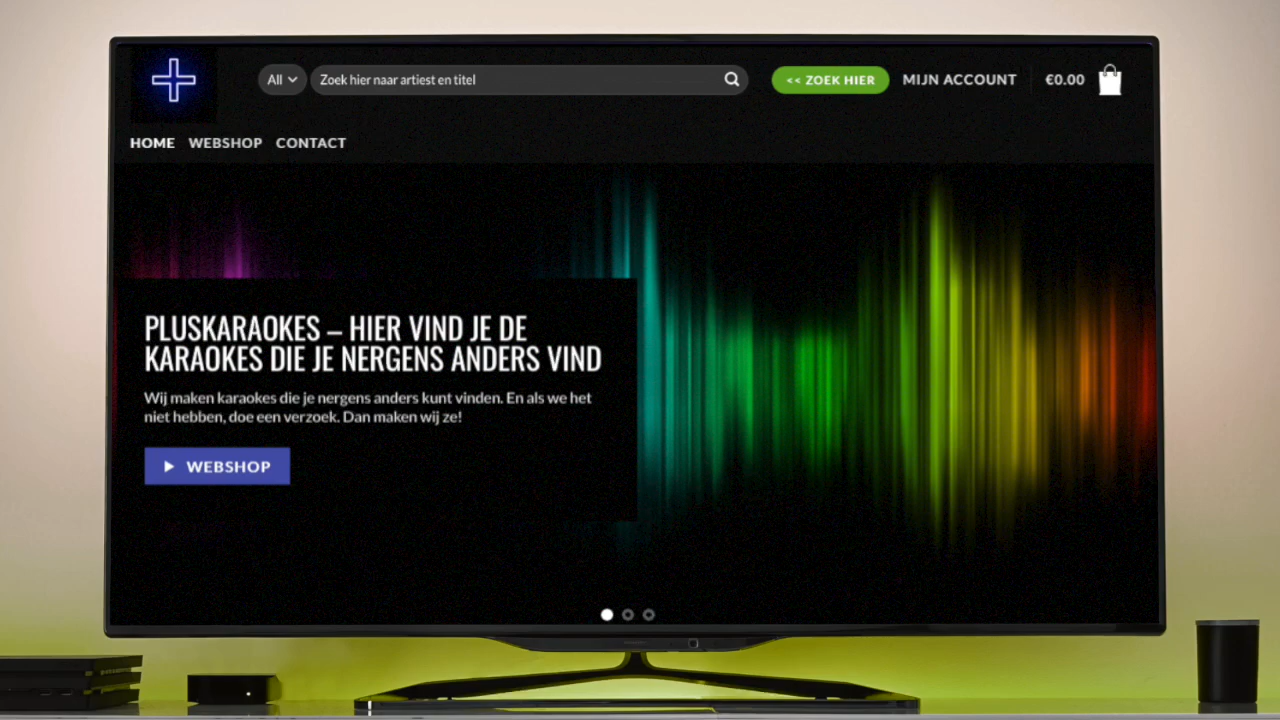 All
Zoek hier naar artiest en titel
<< ZOEK HIER
MIJN ACCOUNT
€0.00
HOME WEBSHOP CONTACT
PLUSKARAOKES – HIER VIND JE DE
KARAOKES DIE JE NERGENS ANDERS VIND
Wij maken karaokes die je nergens anders kunt vinden. En als we het
niet hebben, doe een verzoek. Dan maken wij ze!
WEBSHOP